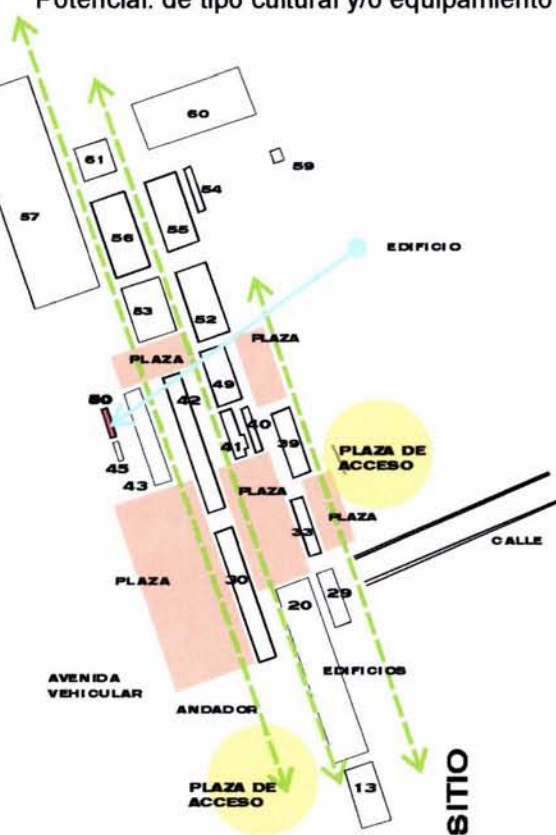 Potencial: de tipo cultural y/o equipamiento
60
61
59
54
57
55
56
EDIFICIO
53
52
PLAZA
PLAZA
49
50
42
40
41
39
45
43
PLAZA DE
ACCESO
PLAZA
PLAZA
33
CALLE
PLAZA
30
29
20
EDIFICIOS
AVENIDA
VEHICULAR
ANDADOR
PLAZA DE
ACCESO
13
SITIO